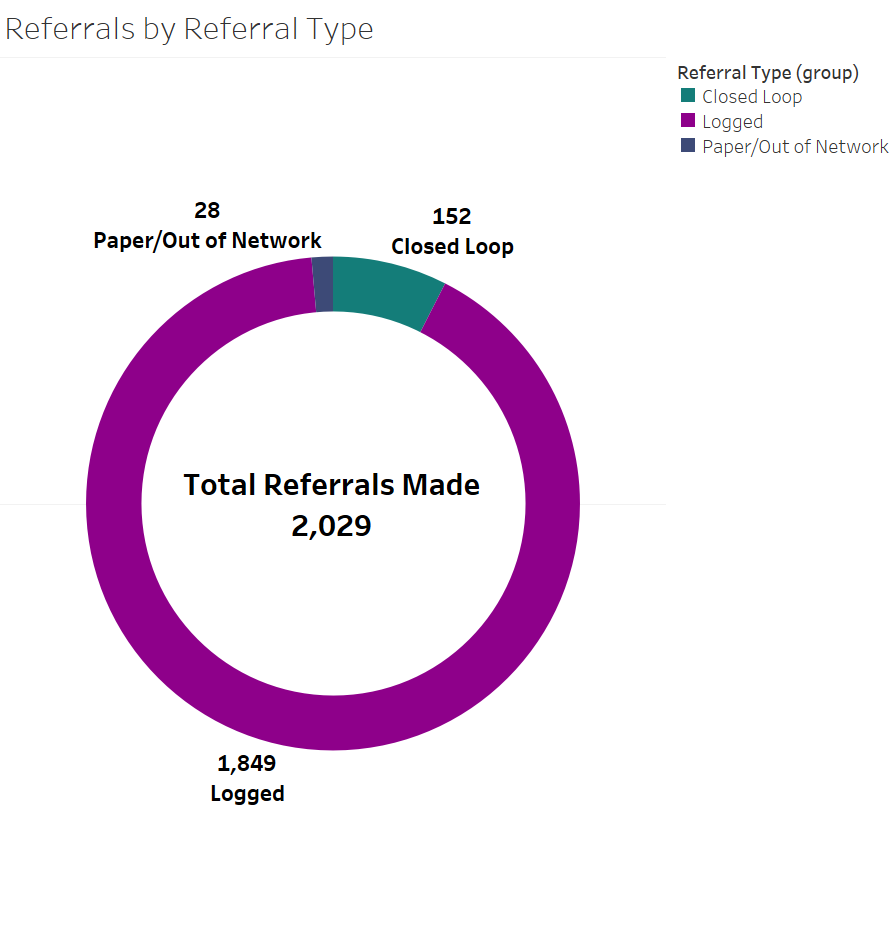 Referrals by Referral Type
Referral Type (group)
Closed Loop
Logged
Paper/Out of Network
28
Paper/Out of Network
152
Closed Loop
Total Referrals Made
2,029
1,849
Logged